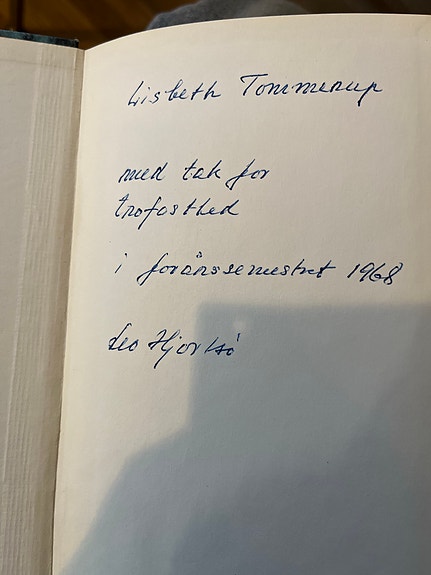 Lisbeth Tommerup
med tak for
trofasthed
i forårssemestret 1968
Leo Hjortsø